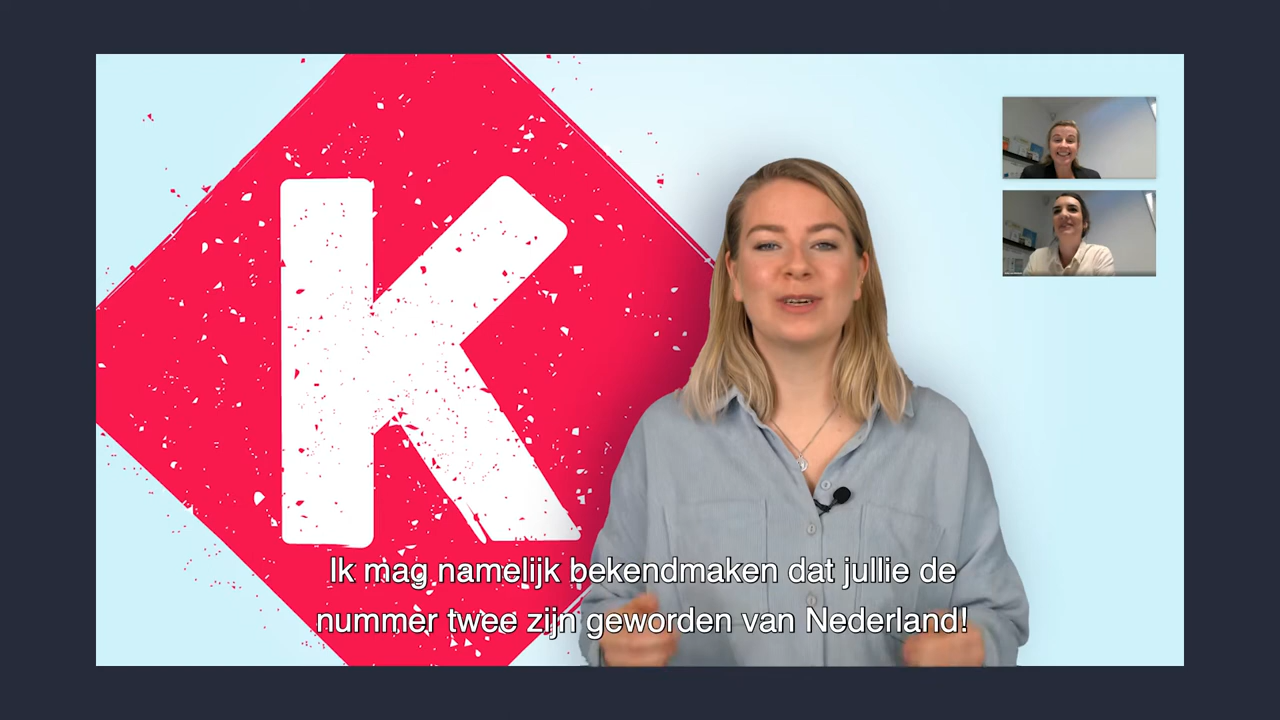 K
Ik mag namelijk bekendmaken dat jullie de
nummer twee zijn geworden van Nederland!